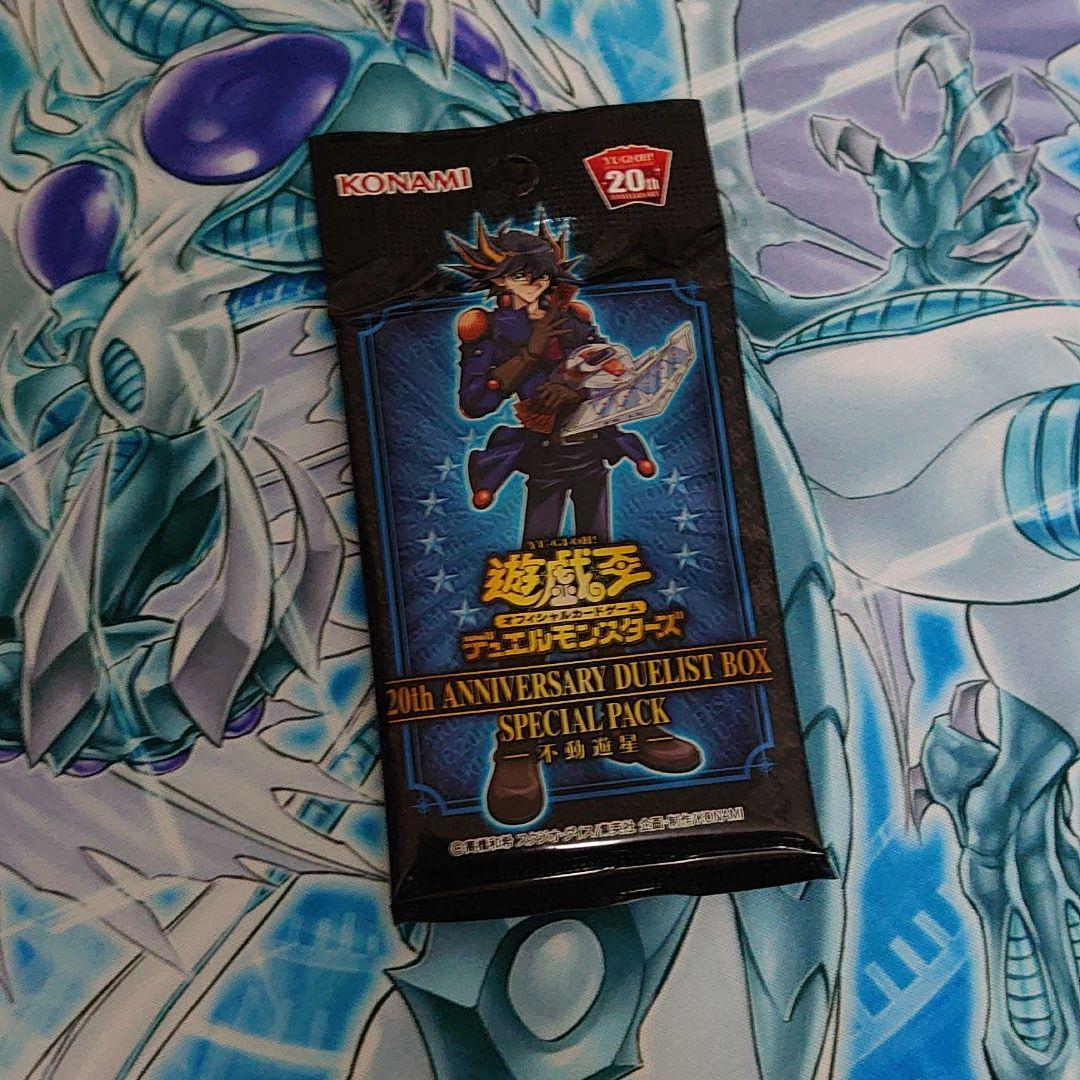 KONAMI
YU-GI-OH!
20th
ANNIVERSARY
YU-GI-OH!
遊戯王
オフィシャルカードゲーム
デュエルモンスターズ
20th ANNIVERSARY DUELIST BOX
SPECIAL PACK
―不動遊星―
©高橋和希 スタジオ・ダイス/集英社 企画・制作/KONAMI